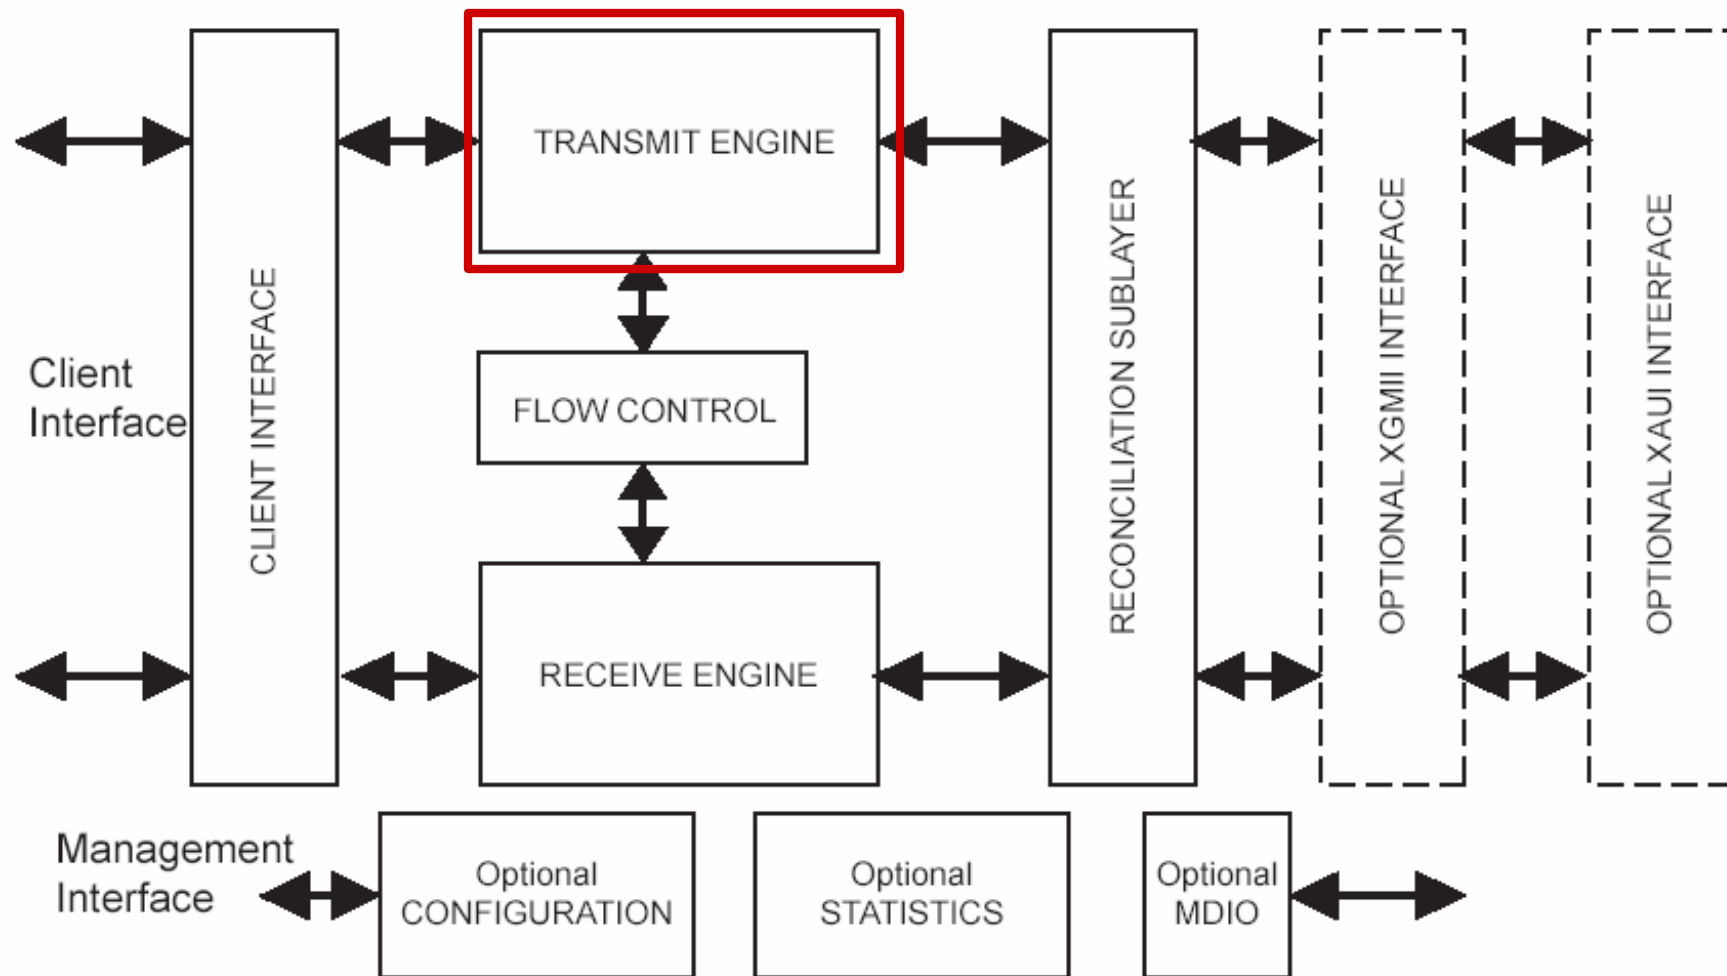 TRANSMIT ENGINE
CLIENT INTERFACE
RECONCILIATION SUBLAYER
OPTIONAL XGMII INTERFACE
OPTIONAL XAUI INTERFACE
Client
Interface
FLOW CONTROL
RECEIVE ENGINE
Management
Interface
Optional
CONFIGURATION
Optional
STATISTICS
Optional
MDIO